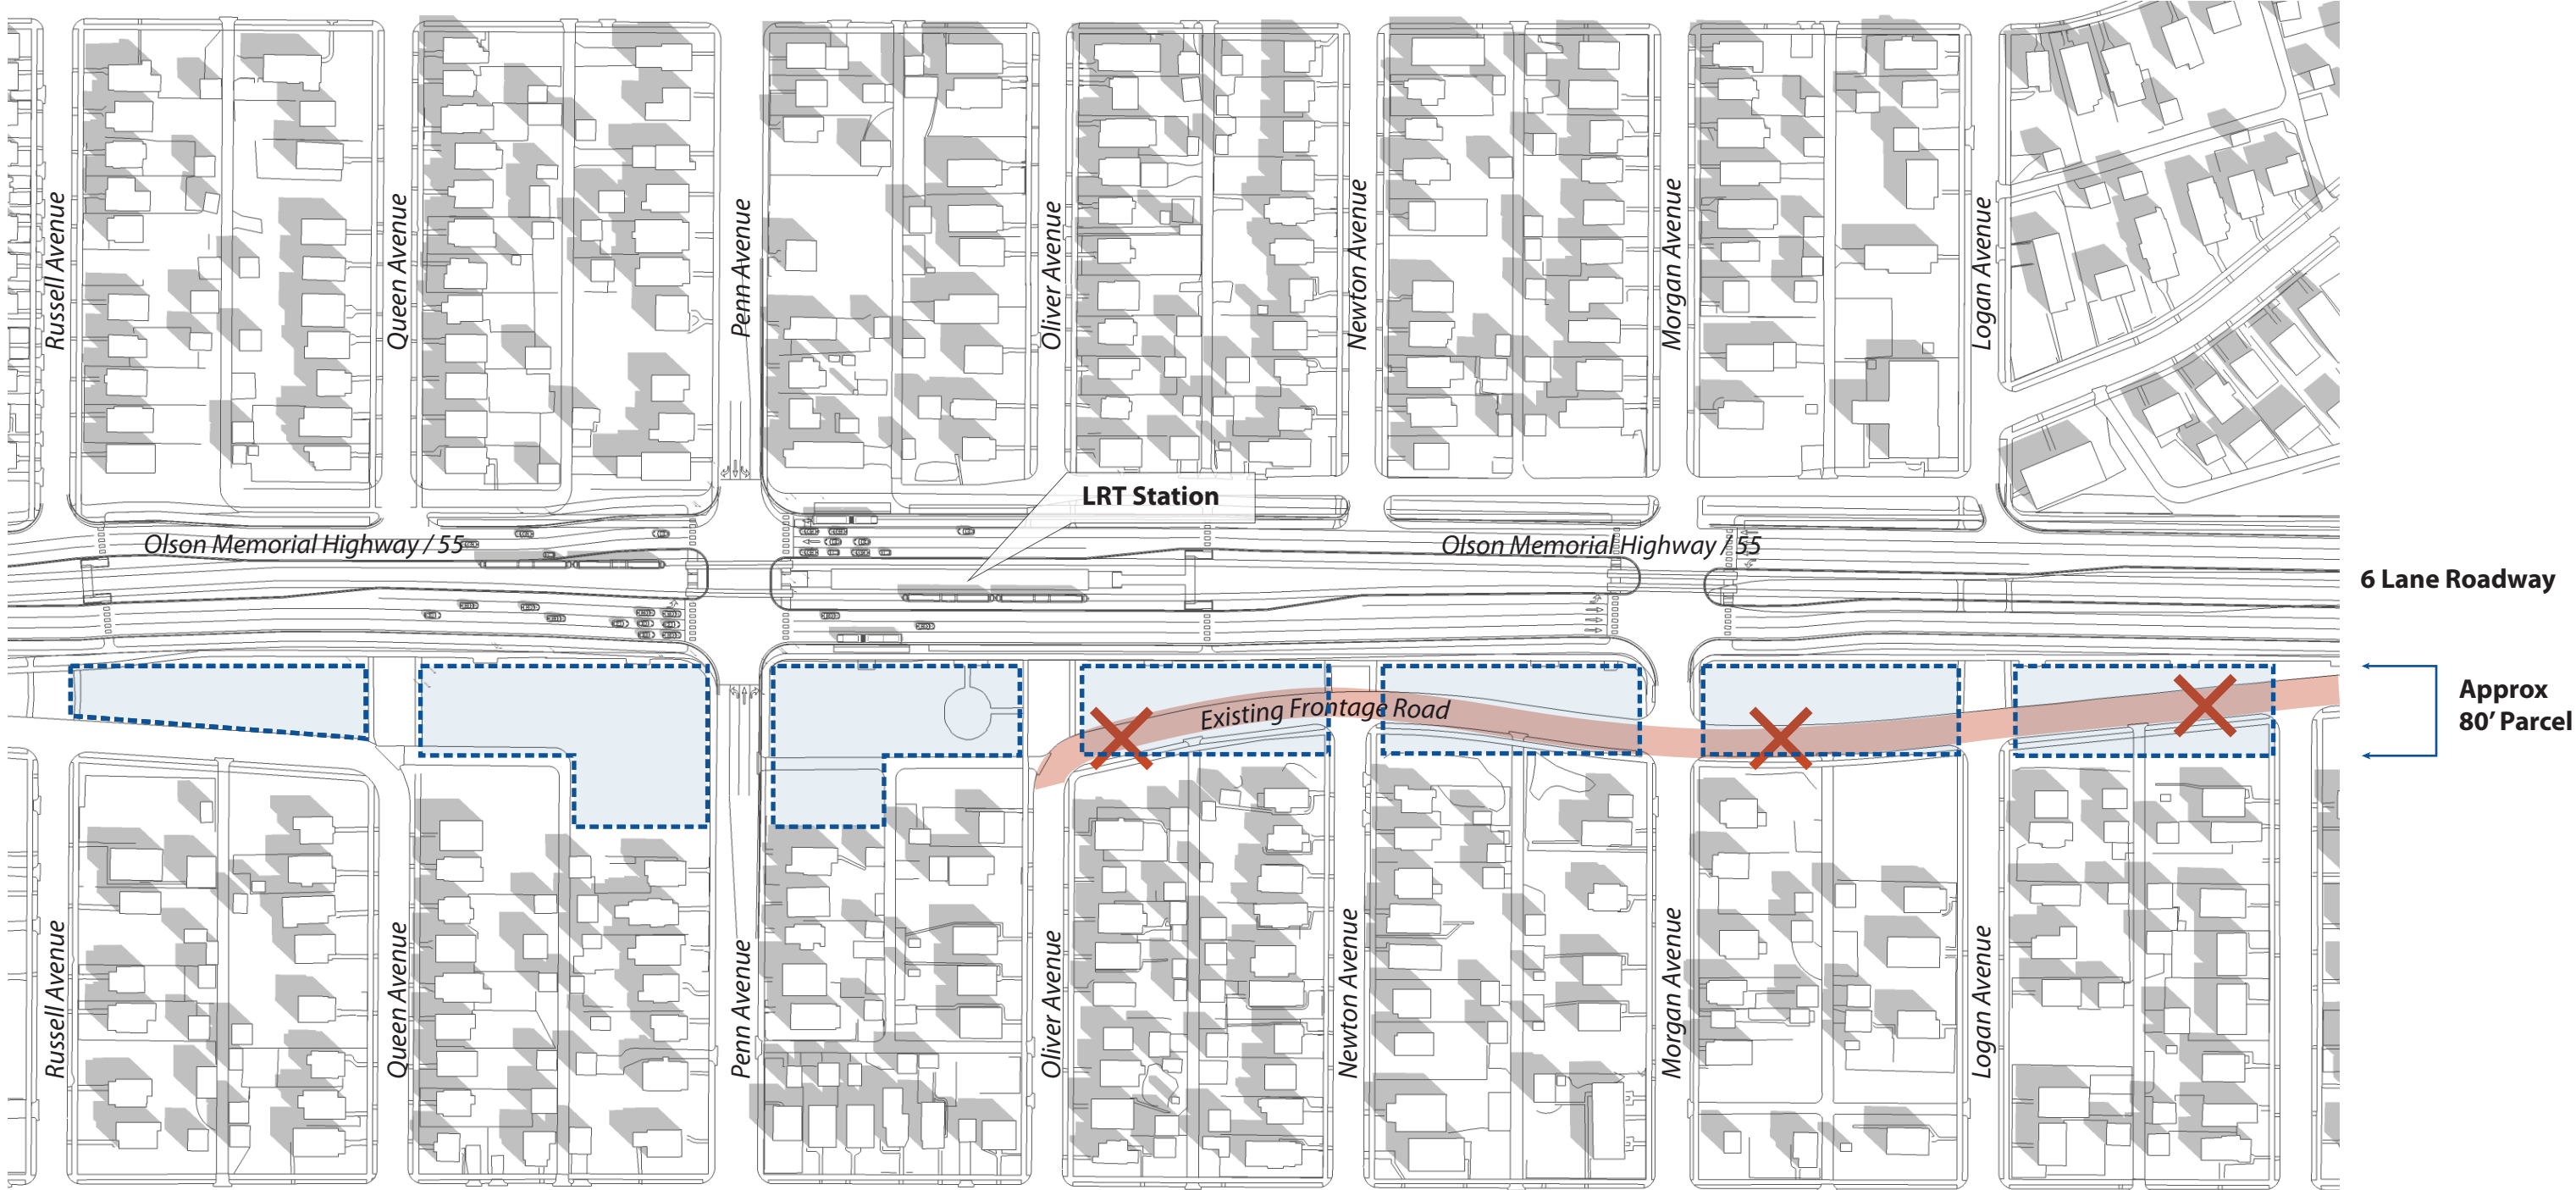 Russell Avenue
Queen Avenue
Penn Avenue
Oliver Avenue
Newton Avenue
Morgan Avenue
Logan Avenue
LRT Station
Olson Memorial Highway / 55
Olson Memorial Highway / 55
6 Lane Roadway
Existing Frontage Road
Approx
80’ Parcel
Russell Avenue
Queen Avenue
Penn Avenue
Oliver Avenue
Newton Avenue
Morgan Avenue
Logan Avenue